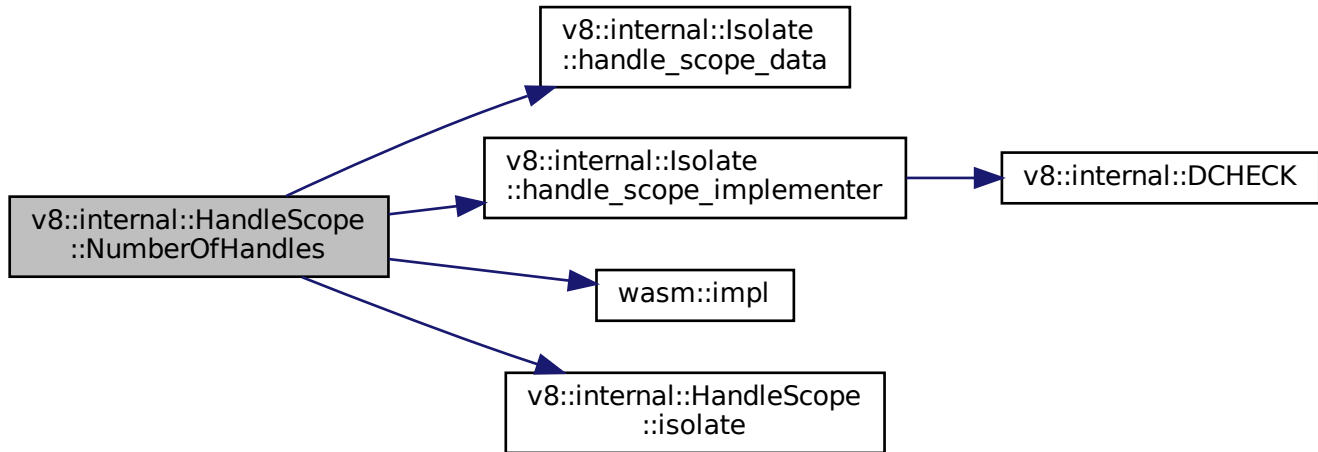 v8::internal::Isolate
::handle_scope_data
v8::internal::Isolate
::handle_scope_implementer
v8::internal::DCHECK
v8::internal::HandleScope
::NumberOfHandles
wasm::impl
v8::internal::HandleScope
::isolate